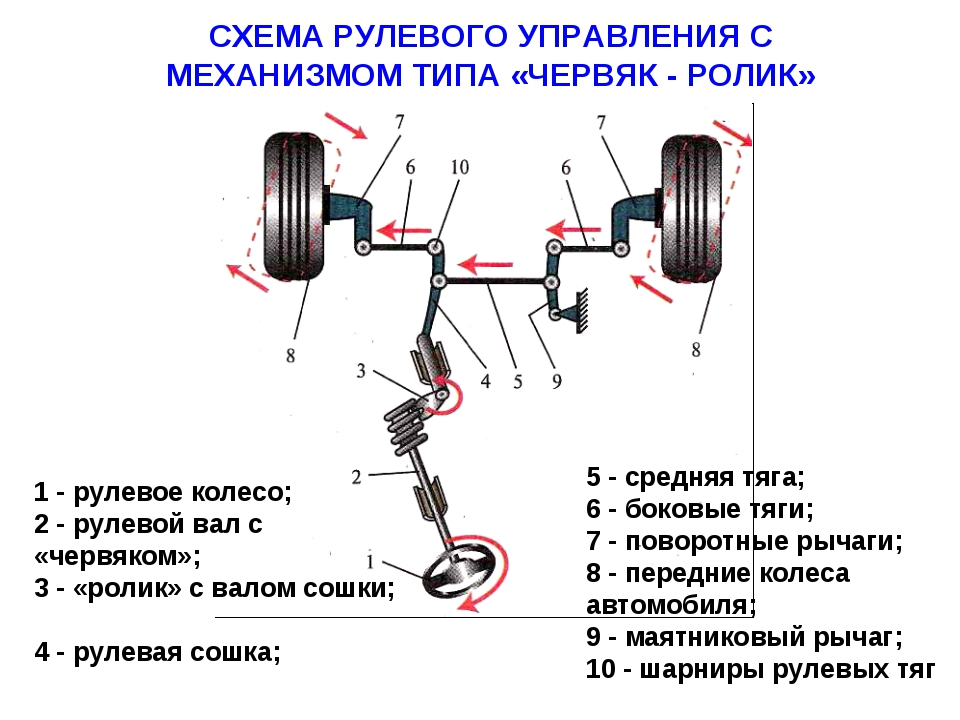 СХЕМА РУЛЕВОГО УПРАВЛЕНИЯ С
МЕХАНИЗМОМ ТИПА «ЧЕРВЯК - РОЛИК»
7
7
6
10
6
8
3
4
5
9
8
2
1
1 - рулевое колесо;
2 - рулевой вал с
«червяком»;
3 - «ролик» с валом сошки;
4 - рулевая сошка;
5 - средняя тяга;
6 - боковые тяги;
7 - поворотные рычаги;
8 - передние колеса
автомобиля;
9 - маятниковый рычаг;
10 - шарниры рулевых тяг